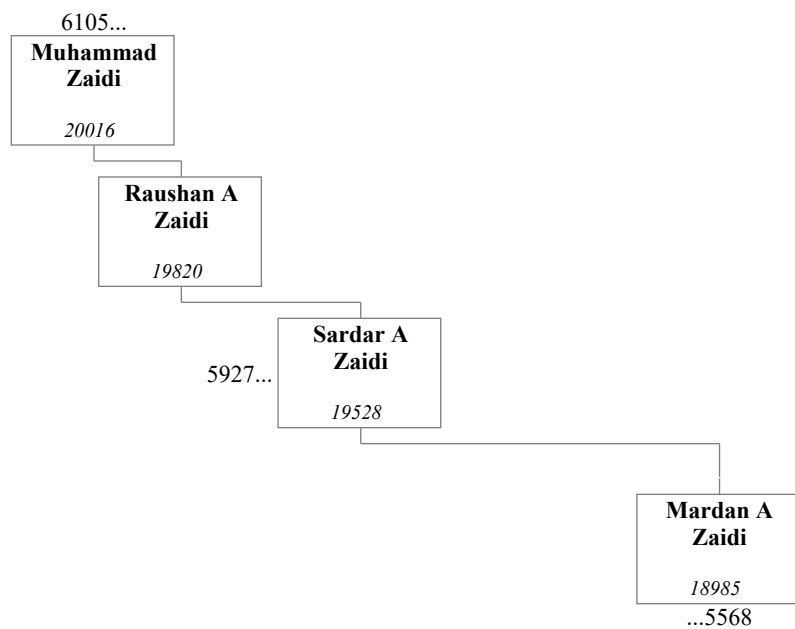 6105...
Muhammad
Zaidi
20016
Raushan A
Zaidi
19820
Sardar A
Zaidi
5927...
19528
Mardan A
Zaidi
18985
...5568